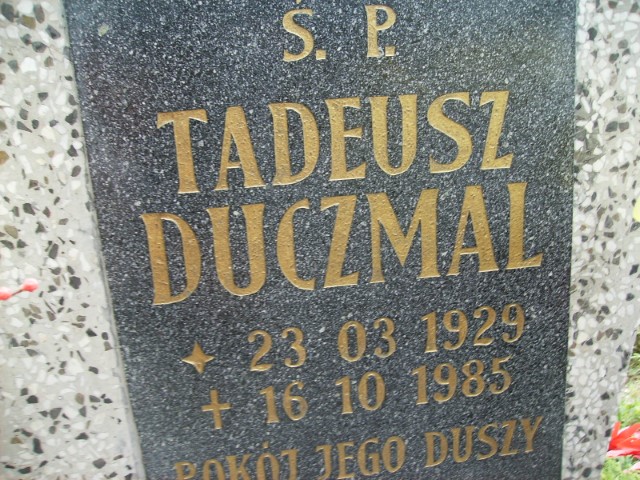 Ś. P.
TADEUSZ
DUCZMAL
23 03 1929
16 10 1985
POKÓJ JEGO DUSZY